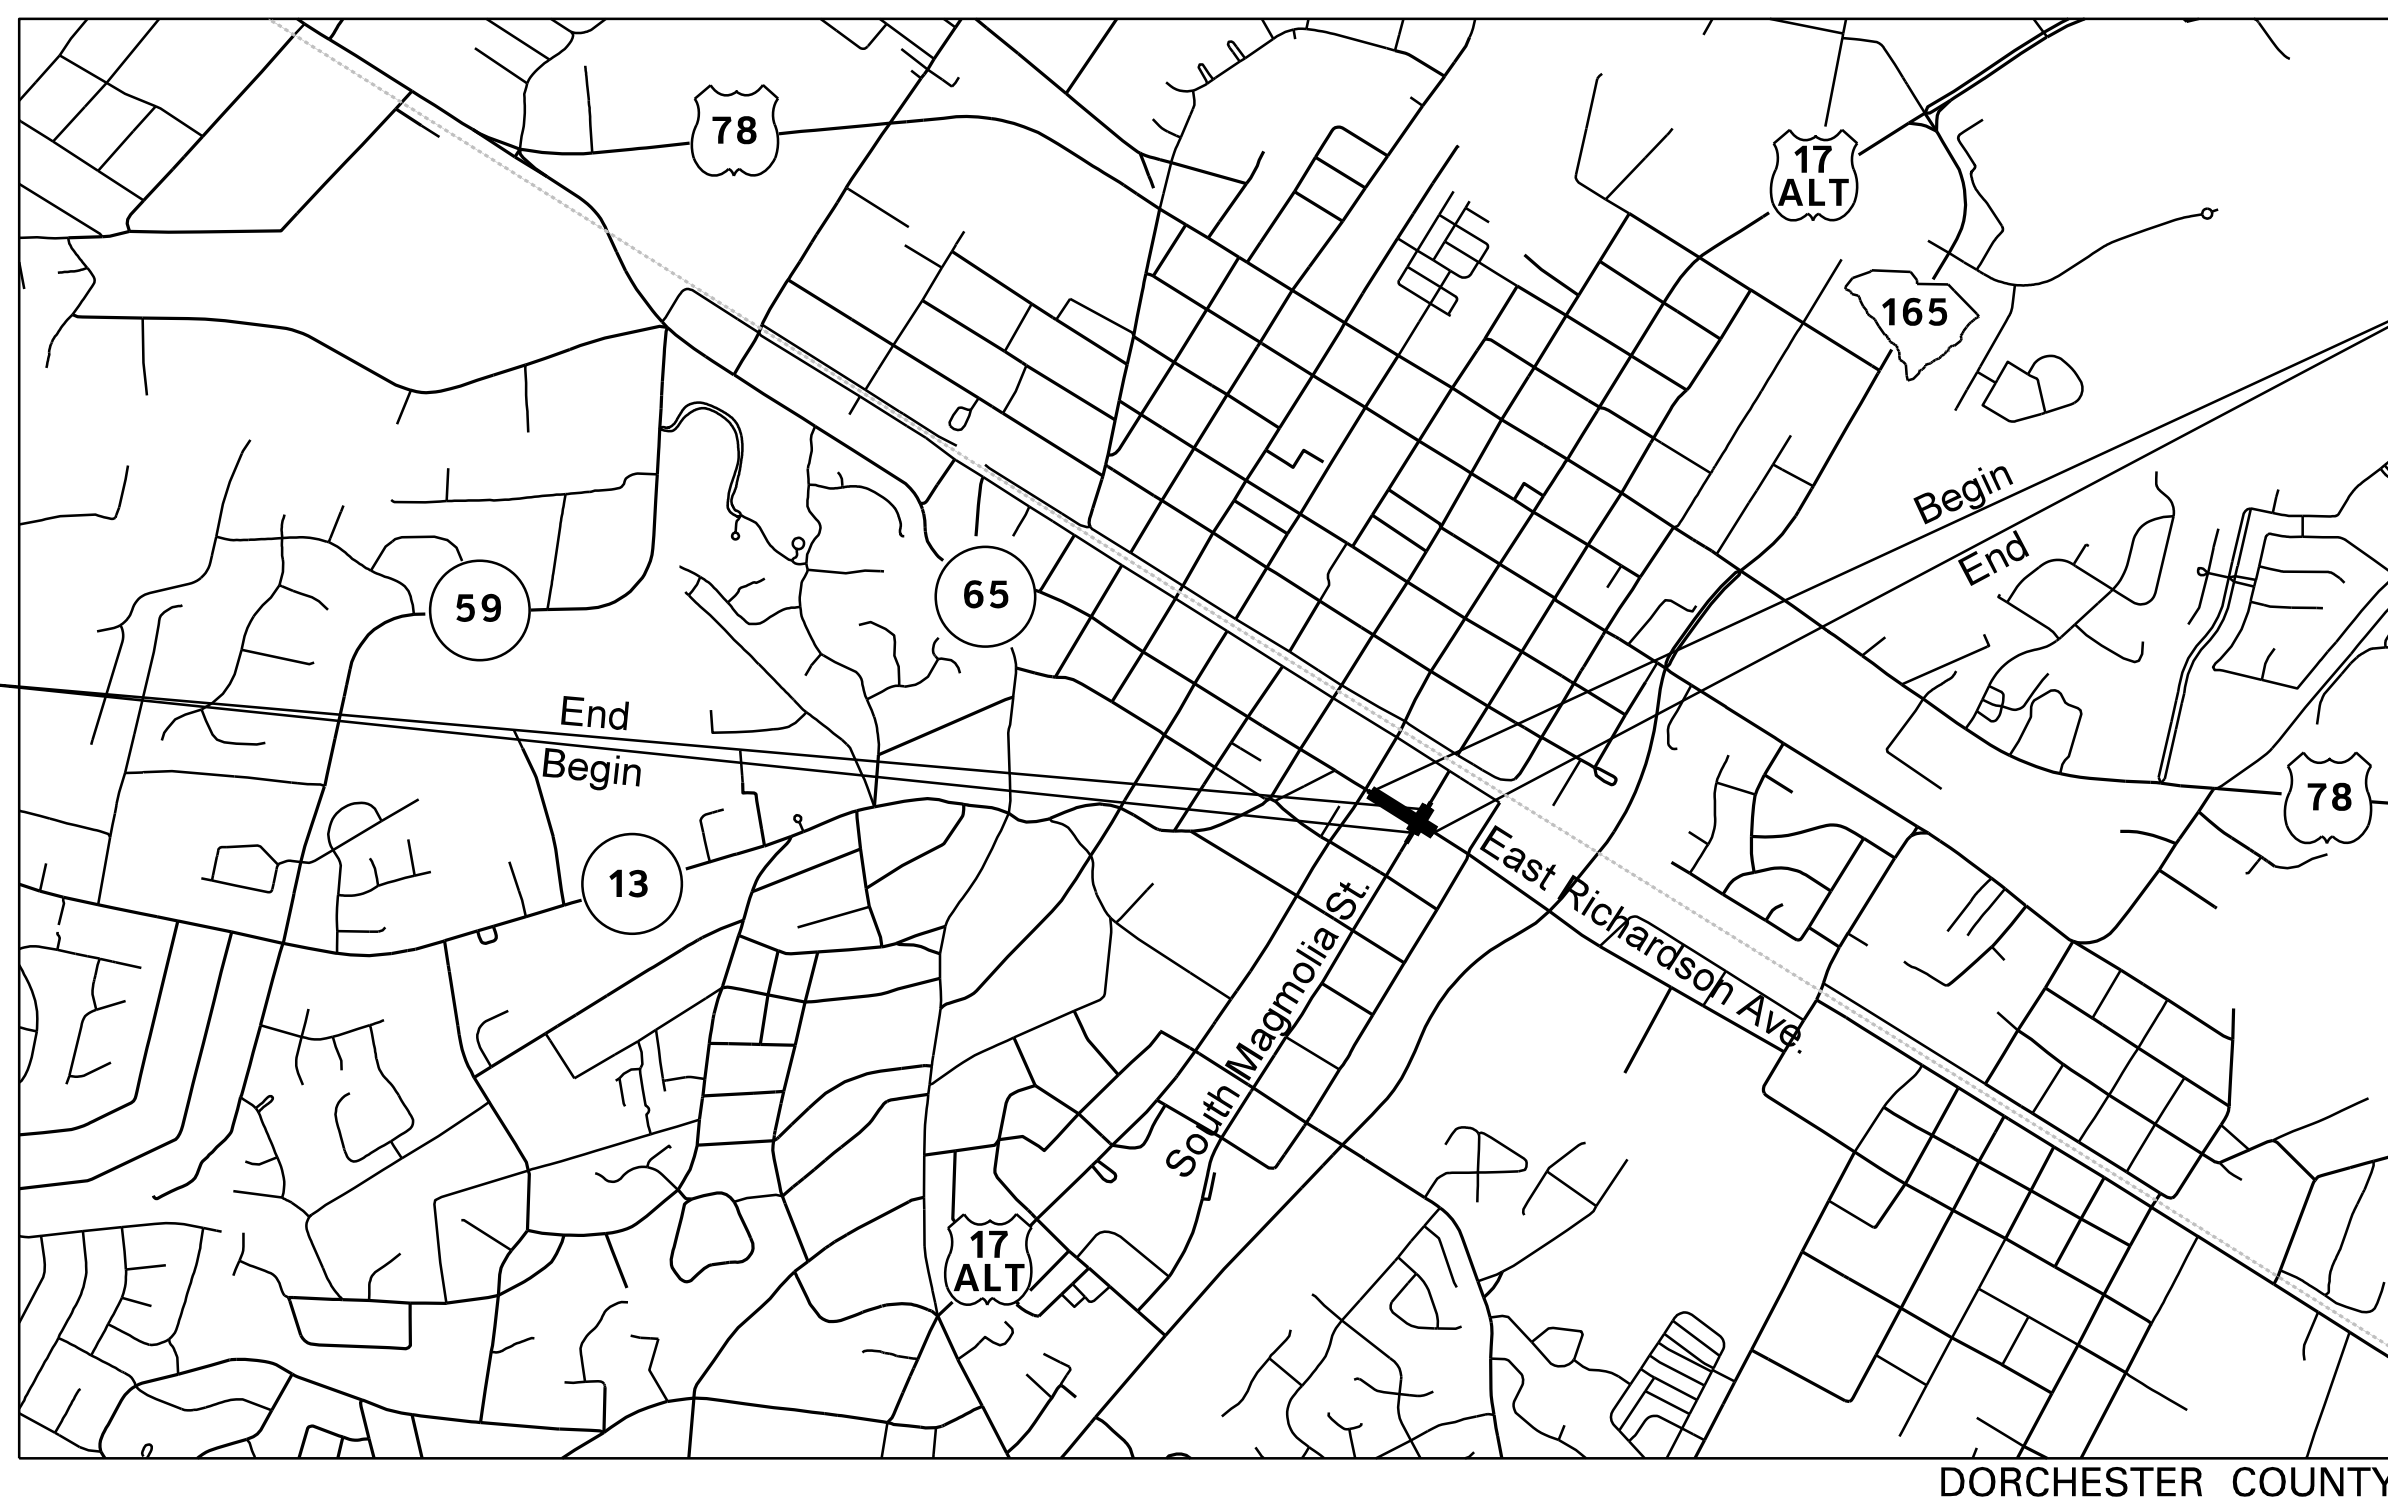 78
17
ALT
165
Begin
End
59
65
End
Begin
78
13
East Richardson Ave.
South Magmolia St.
17
ALT
DORCHESTER COUNTY